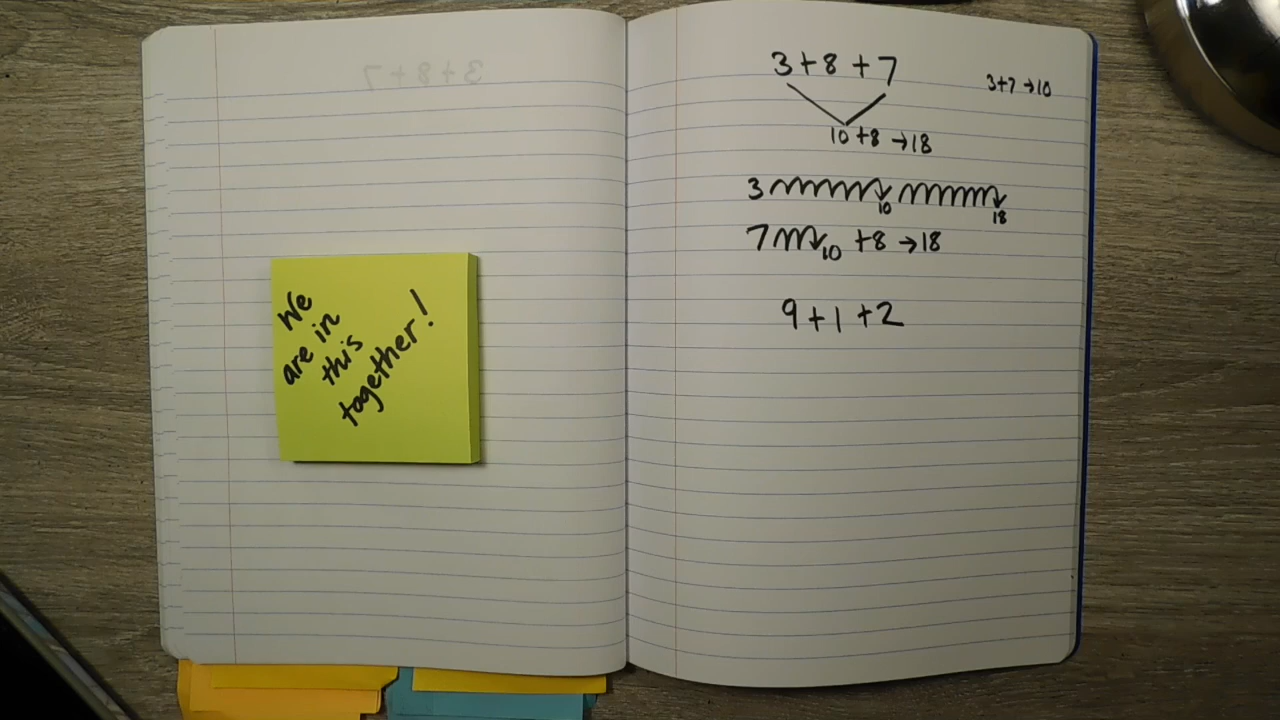 We
are in
this
together!
3+8+7
3+7→10
10+8→18
3 10 18
7 10 +8→18
9+1+2